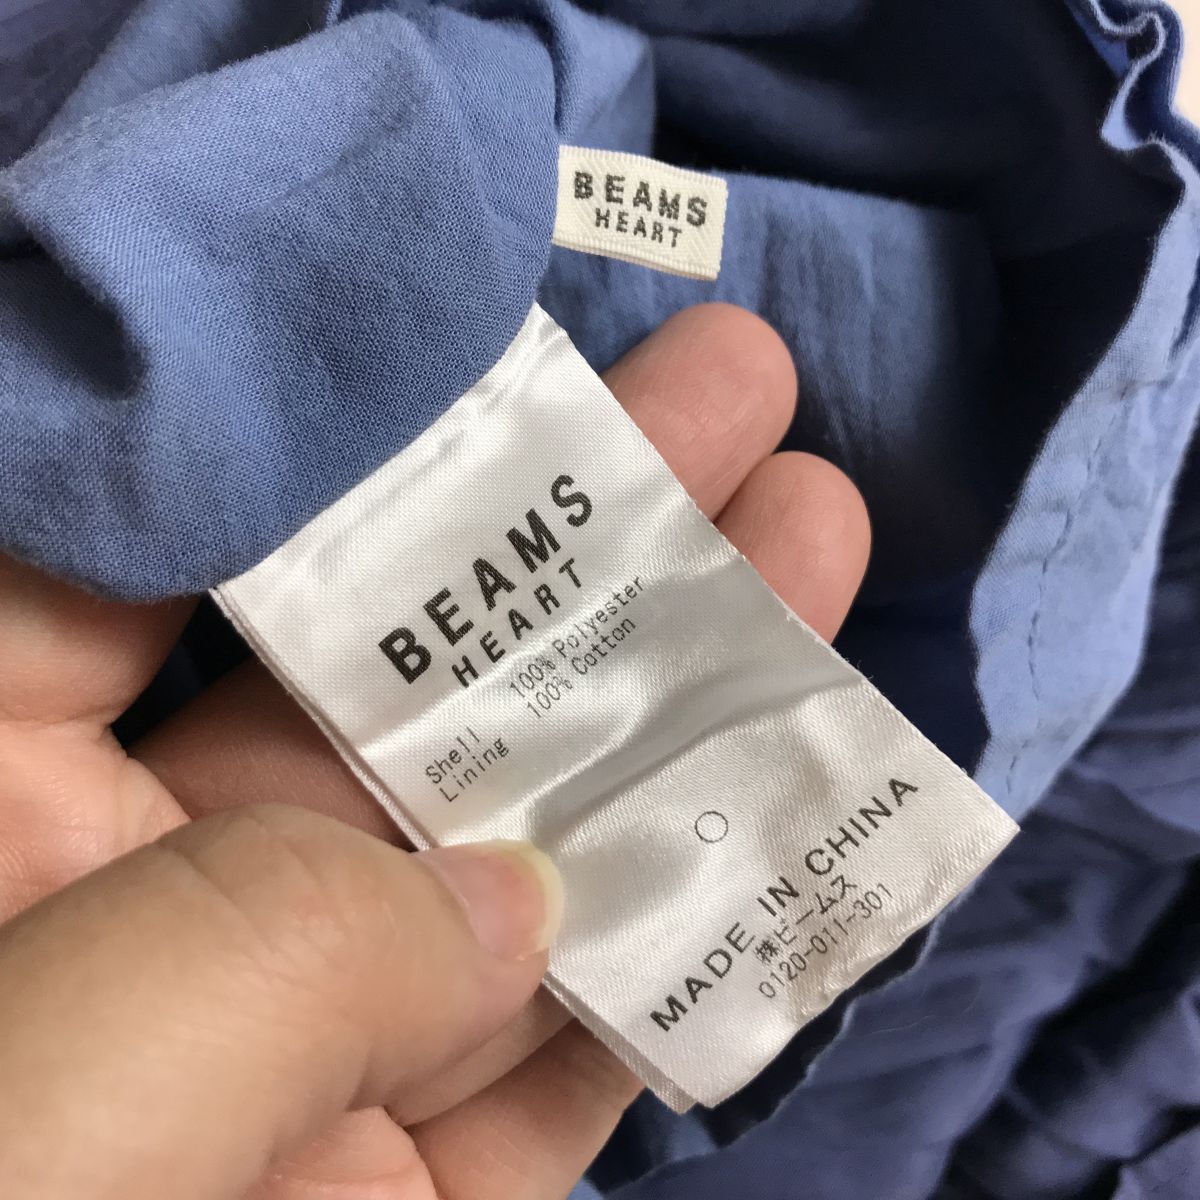 BEAMS
HEART
BEAMS
HEART
Shell 100% Polyester
Lining 100% Cotton
MADE IN CHINA
㈱ビームス
0120-011-301